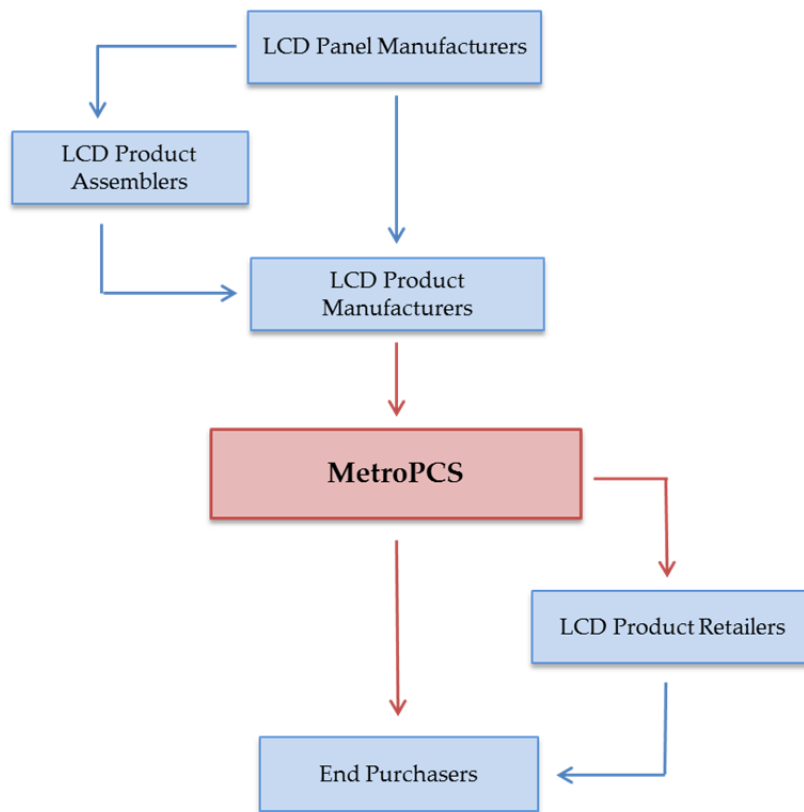 LCD Panel Manufacturers
LCD Product
Assemblers
LCD Product
Manufacturers
MetroPCS
LCD Product Retailers
End Purchasers